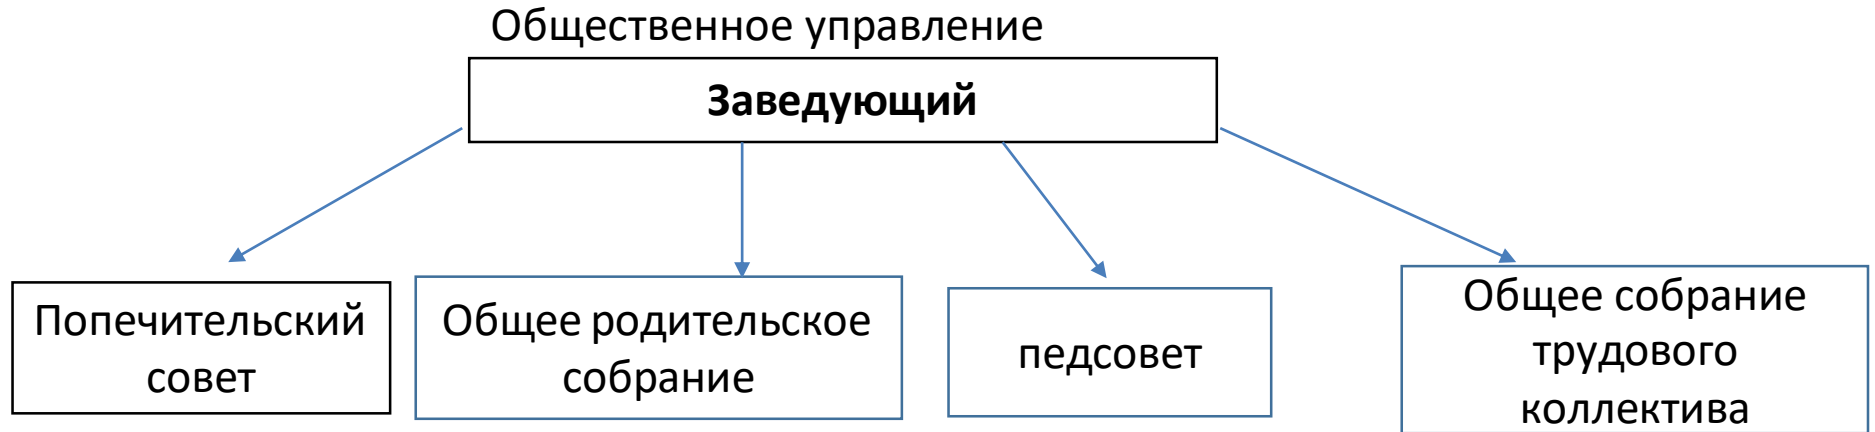 Общественное управление
Заведующий
Попечительский
совет
Общее родительское
собрание
педсовет
Общее собрание
трудового
коллектива